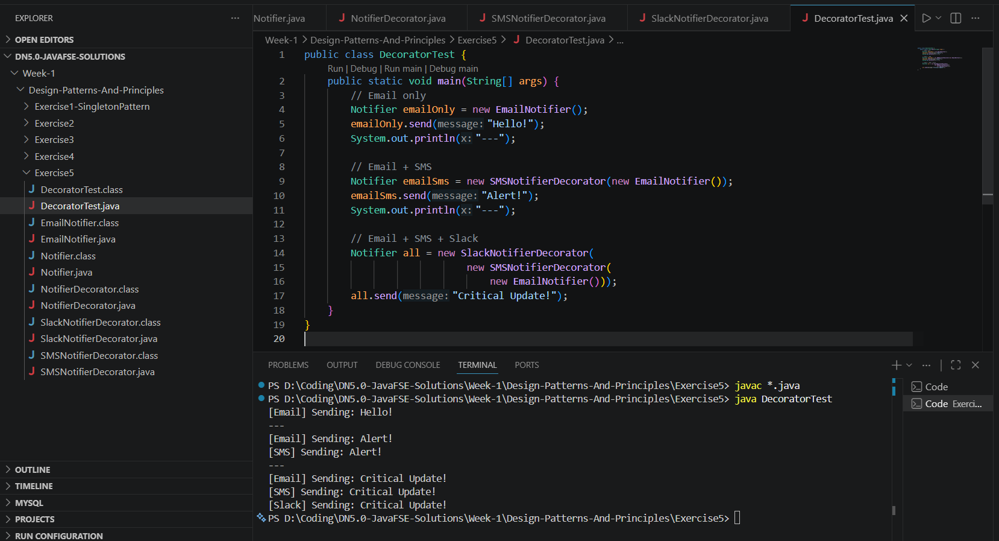 EXPLORER
OPEN EDITORS
DN5.0-JAVAFSE-SOLUTIONS
Week-1
Design-Patterns-And-Principles
Exercise1-SingletonPattern
Exercise2
Exercise3
Exercise4
Exercise5
DecoratorTest.class
DecoratorTest.java
EmailNotifier.class
EmailNotifier.java
Notifier.class
Notifier.java
NotifierDecorator.class
NotifierDecorator.java
SlackNotifierDecorator.class
SlackNotifierDecorator.java
SMSNotifierDecorator.class
SMSNotifierDecorator.java
OUTLINE
TIMELINE
MYSQL
PROJECTS
RUN CONFIGURATION
Notifier.java NotifierDecorator.java SMSNotifierDecorator.java SlackNotifierDecorator.java DecoratorTest.java
Week-1 > Design-Patterns-And-Principles > Exercise5 > DecoratorTest.java > ...
1 public class DecoratorTest {
Run | Debug | Run main | Debug main
2 public static void main(String[] args) {
3 // Email only
4 Notifier emailOnly = new EmailNotifier();
5 emailOnly.send(message: "Hello!");
6 System.out.println(x: "---");
7
8 // Email + SMS
9 Notifier emailSms = new SMSNotifierDecorator(new EmailNotifier());
10 emailSms.send(message: "Alert!");
11 System.out.println(x: "---");
12
13 // Email + SMS + Slack
14 Notifier all = new SlackNotifierDecorator(
15 new SMSNotifierDecorator(
16 new EmailNotifier()));
17 all.send(message: "Critical Update!");
18 }
19 }
20
PROBLEMS OUTPUT DEBUG CONSOLE TERMINAL PORTS
PS D:\Coding\DN5.0-JavaFSE-Solutions\Week-1\Design-Patterns-And-Principles\Exercise5> javac *.java
PS D:\Coding\DN5.0-JavaFSE-Solutions\Week-1\Design-Patterns-And-Principles\Exercise5> java DecoratorTest
[Email] Sending: Hello!
---
[Email] Sending: Alert!
[SMS] Sending: Alert!
---
[Email] Sending: Critical Update!
[SMS] Sending: Critical Update!
[Slack] Sending: Critical Update!
PS D:\Coding\DN5.0-JavaFSE-Solutions\Week-1\Design-Patterns-And-Principles\Exercise5>
Code
Code Exerci...